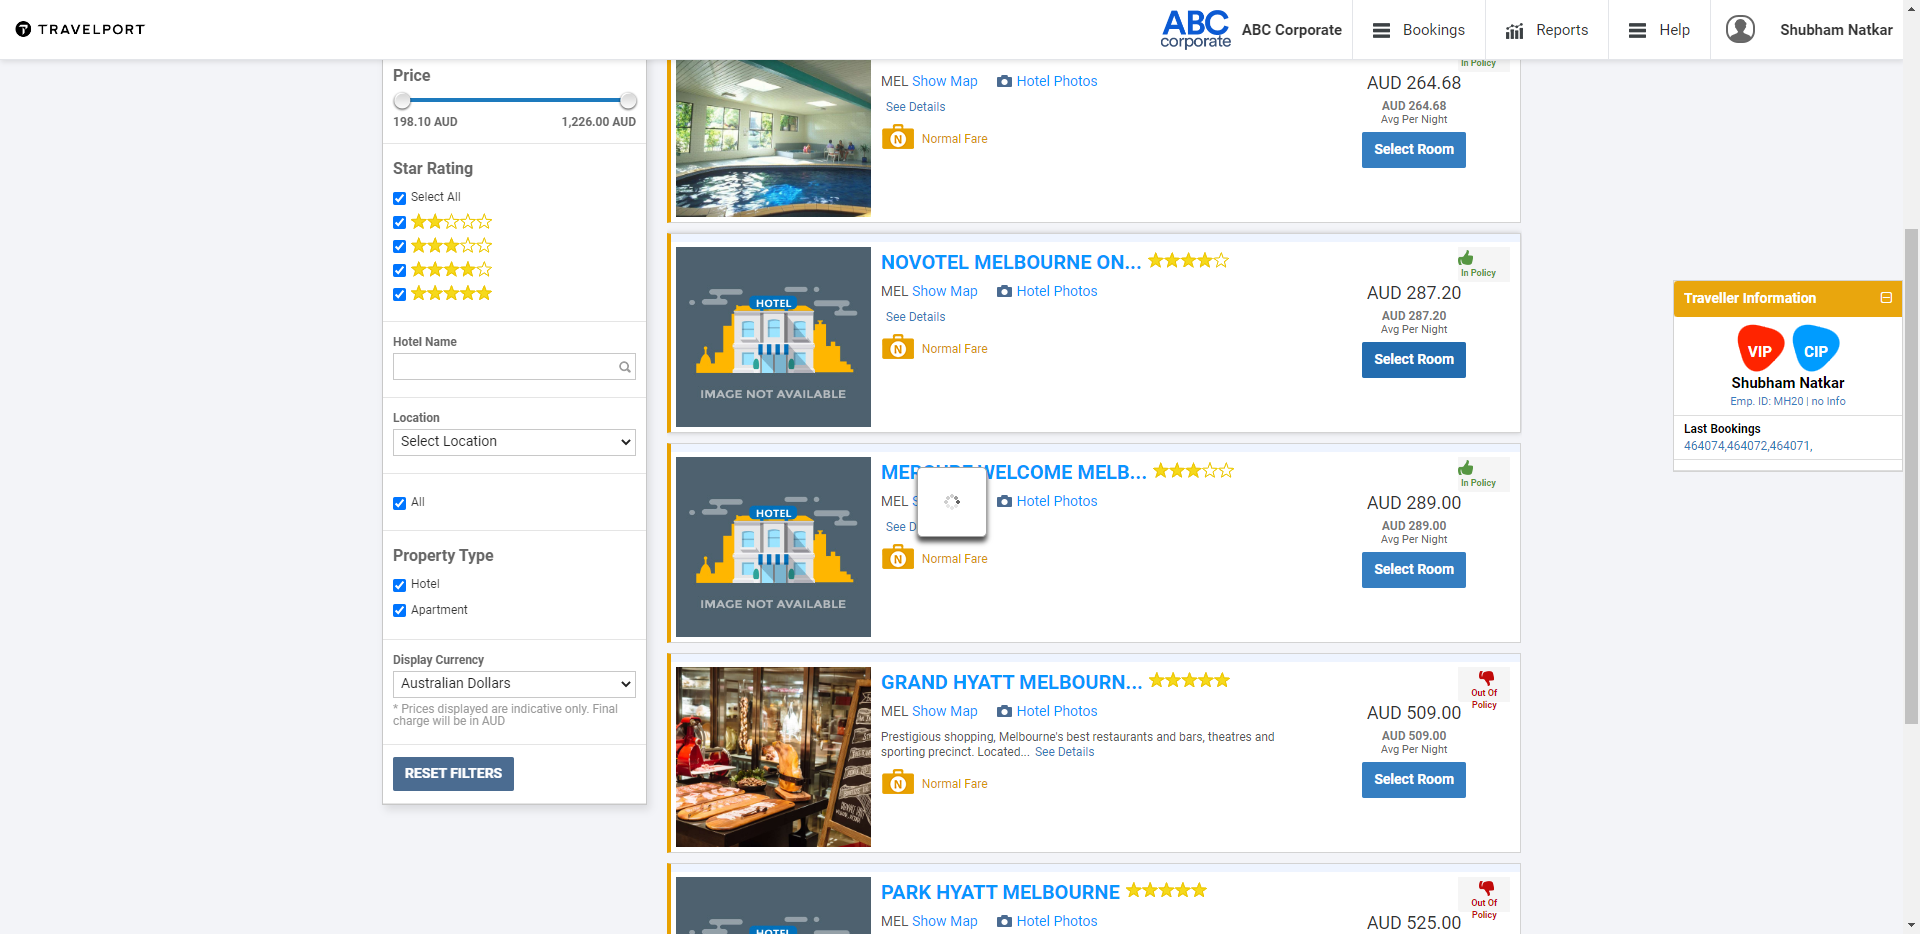 TRAVELPORT
ABC
corporate
ABC Corporate
Bookings
Reports
Help
Shubham Natkar
Price
198.10 AUD
1,226.00 AUD
Star Rating
Select All
Hotel Name
Location
Select Location
All
Property Type
Hotel
Apartment
Display Currency
Australian Dollars
* Prices displayed are indicative only. Final
charge will be in AUD
RESET FILTERS
In Policy
MEL Show Map Hotel Photos
AUD 264.68
See Details
AUD 264.68
Avg Per Night
N Normal Fare
Select Room
HOTEL
IMAGE NOT AVAILABLE
NOVOTEL MELBOURNE ON...
In Policy
MEL Show Map Hotel Photos
AUD 287.20
See Details
AUD 287.20
Avg Per Night
N Normal Fare
Select Room
HOTEL
IMAGE NOT AVAILABLE
WELCOME MELB...
In Policy
MEL Hotel Photos
AUD 289.00
See
AUD 289.00
Avg Per Night
N Normal Fare
Select Room
GRAND HYATT MELBOURN...
Out Of
Policy
MEL Show Map Hotel Photos
AUD 509.00
Prestigious shopping, Melbourne's best restaurants and bars, theatres and
sporting precinct. Located... See Details
AUD 509.00
Avg Per Night
N Normal Fare
Select Room
HOTEL
PARK HYATT MELBOURNE
Out Of
Policy
MEL Show Map Hotel Photos
AUD 525.00
Traveller Information
VIP
CIP
Shubham Natkar
Emp. ID: MH20 | no Info
Last Bookings
464074,464072,464071,